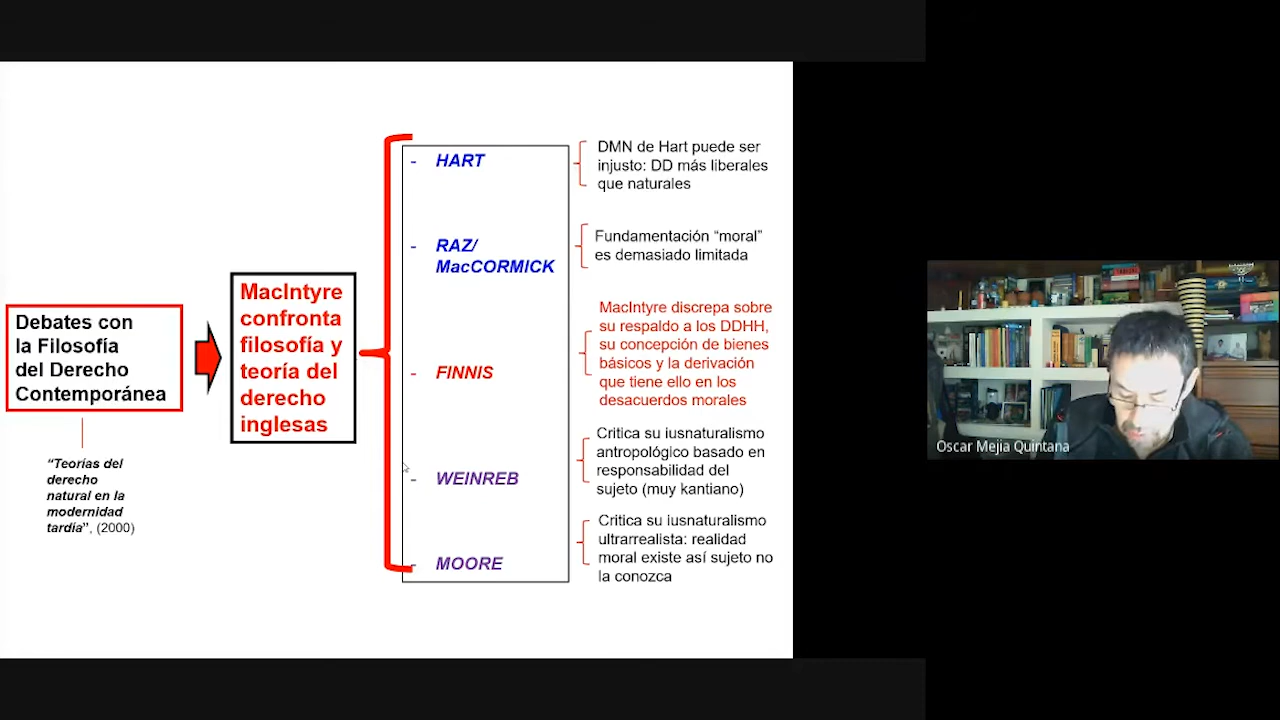 Debates con
la Filosofía
del Derecho
Contemporánea
“Teorías del
derecho
natural en la
modernidad
tardía”, (2000)
MacIntyre
confronta
filosofía y
teoría del
derecho
inglesas
- HART
DMN de Hart puede ser
injusto: DD más liberales
que naturales
- RAZ/
MacCORMICK
Fundamentación “moral”
es demasiado limitada
- FINNIS
MacIntyre discrepa sobre
su respaldo a los DDHH,
su concepción de bienes
básicos y la derivación
que tiene ello en los
desacuerdos morales
- WEINREB
Critica su iusnaturalismo
antropológico basado en
responsabilidad del
sujeto (muy kantiano)
- MOORE
Critica su iusnaturalismo
ultrarrealista: realidad
moral existe así sujeto no
la conozca
Oscar Mejia Quintana